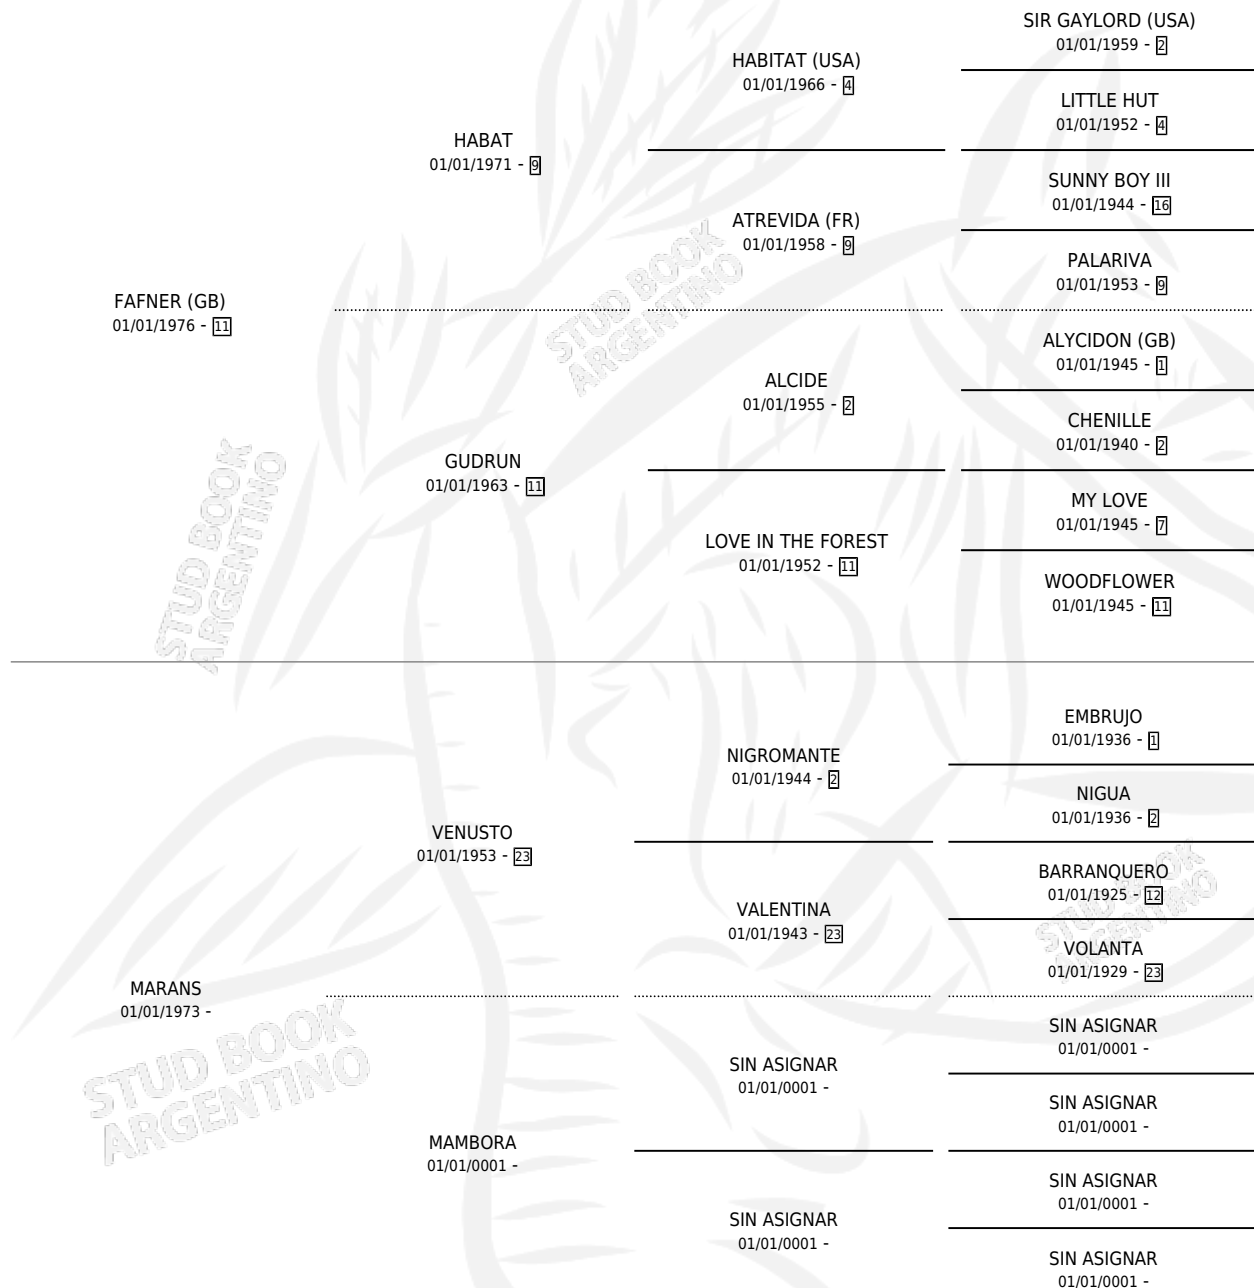 SIR GAYLORD (USA)
01/01/1959 - 2
HABITAT (USA)
01/01/1966 - 4
LITTLE HUT
01/01/1952 - 4
HABAT
01/01/1971 - 9
SUNNY BOY III
01/01/1944 - 16
ATREVIDA (FR)
01/01/1958 - 9
PALARIVA
01/01/1953 - 9
FAFNER (GB)
01/01/1976 - 11
ALYCIDON (GB)
01/01/1945 - 1
ALCIDE
01/01/1955 - 2
CHENILLE
01/01/1940 - 2
GUDRUN
01/01/1963 - 11
MY LOVE
01/01/1945 - 7
LOVE IN THE FOREST
01/01/1952 - 11
WOODFLOWER
01/01/1945 - 11
EMBRUJO
01/01/1936 - 1
NIGROMANTE
01/01/1944 - 2
NIGUA
01/01/1936 - 2
VENUSTO
01/01/1953 - 23
BARRANQUERO
01/01/1925 - 12
VALENTINA
01/01/1943 - 23
VOLANTA
01/01/1929 - 23
MARANS
01/01/1973 -
SIN ASIGNAR
01/01/0001 -
SIN ASIGNAR
01/01/0001 -
SIN ASIGNAR
01/01/0001 -
MAMBORA
01/01/0001 -
SIN ASIGNAR
01/01/0001 -
SIN ASIGNAR
01/01/0001 -
SIN ASIGNAR
01/01/0001 -
STUD BOOK
ARGENTINO
STUD BOOK
ARGENTINO
STUD BOOK
ARGENTINO
STUD BOOK
ARGENTINO